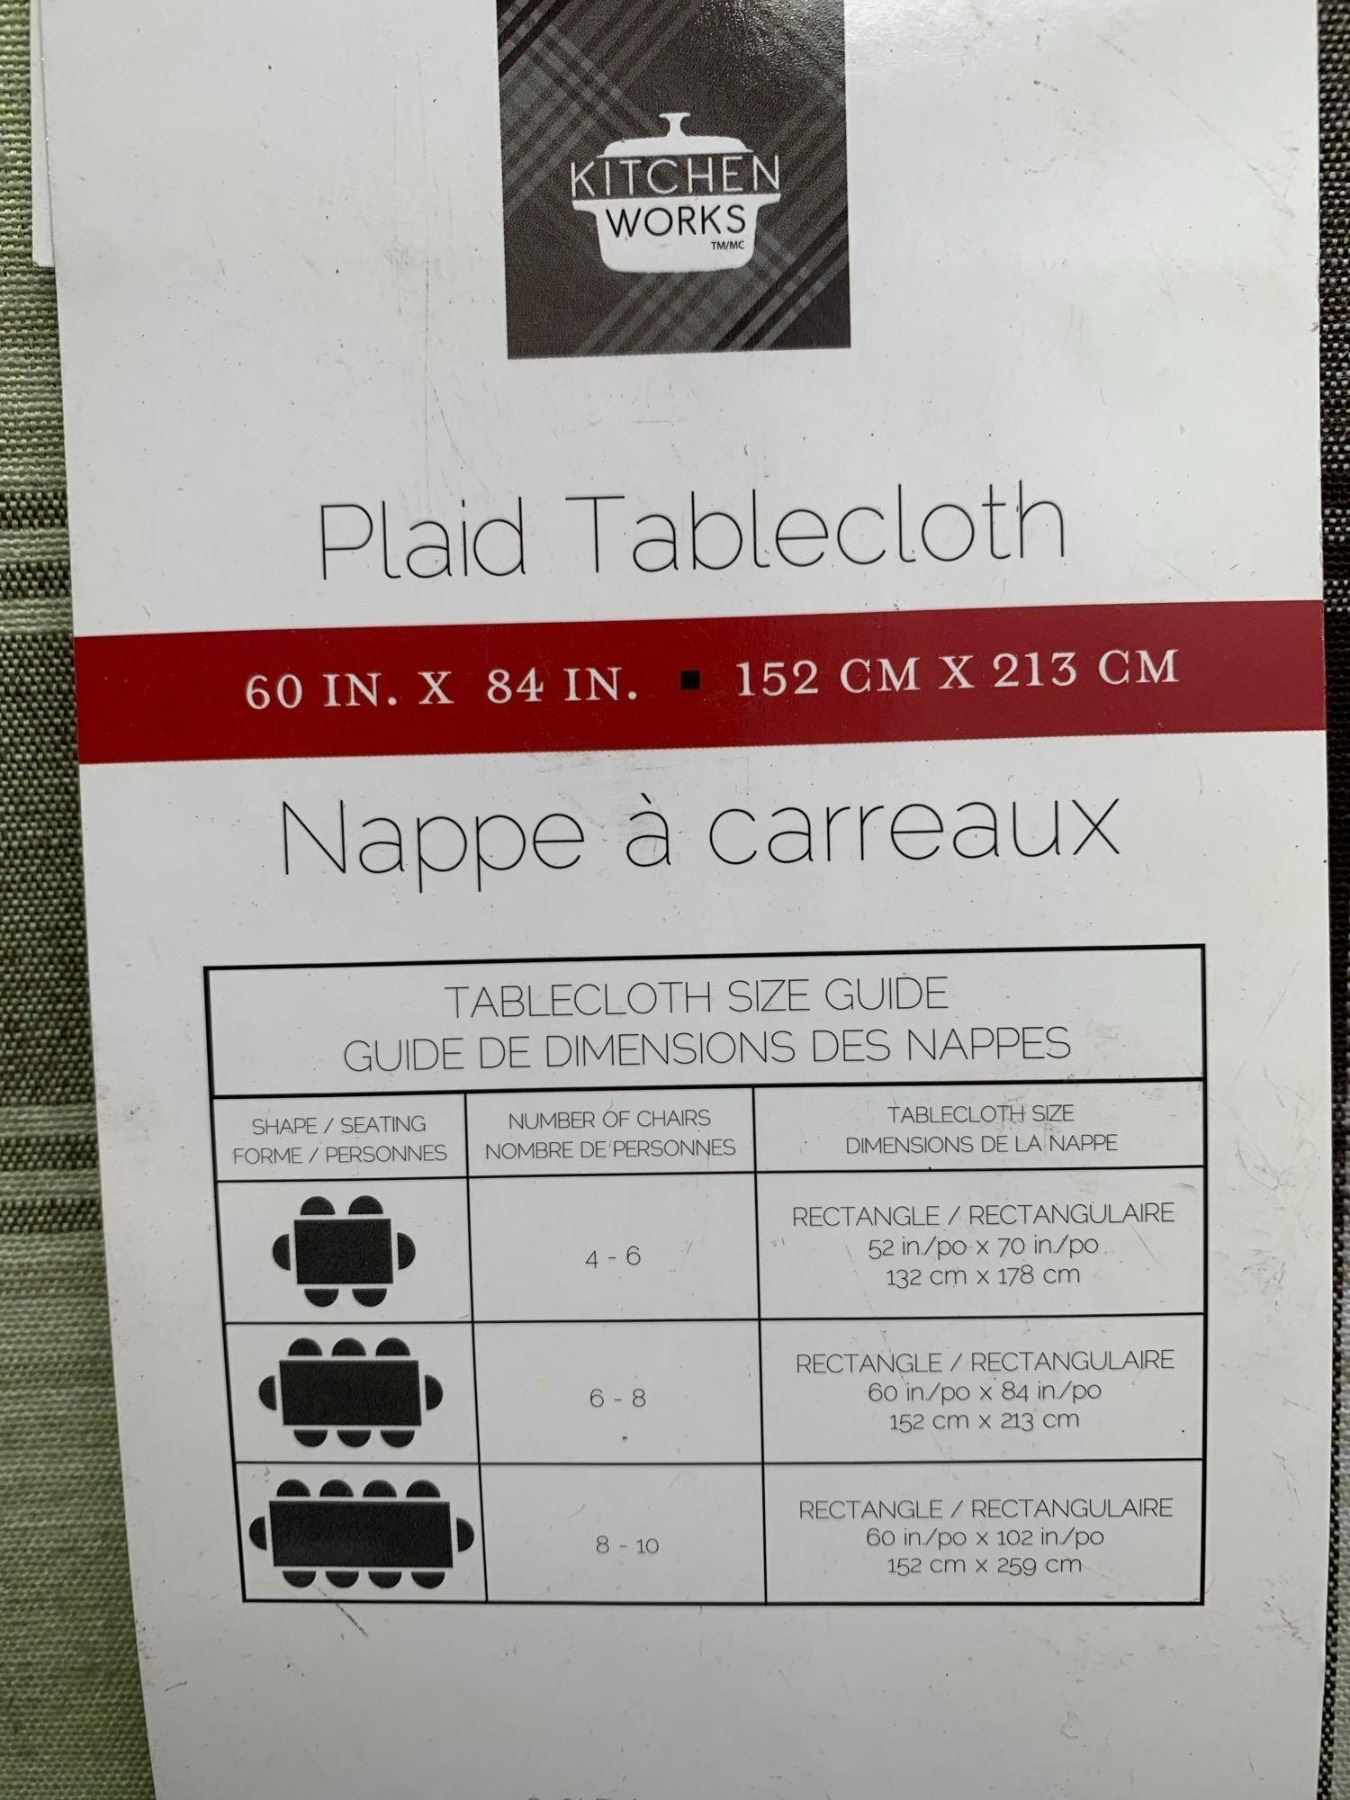 KITCHEN
WORKS
TM/MC
Plaid Tablecloth
60 IN. X 84 IN. ▪ 152 CM X 213 CM
Nappe à carreaux
TABLECLOTH SIZE GUIDE
GUIDE DE DIMENSIONS DES NAPPES
SHAPE / SEATING
FORME / PERSONNES
NUMBER OF CHAIRS
NOMBRE DE PERSONNES
TABLECLOTH SIZE
DIMENSIONS DE LA NAPPE
4 - 6
RECTANGLE / RECTANGULAIRE
52 in./po x 70 in./po
132 cm x 178 cm
6 - 8
RECTANGLE / RECTANGULAIRE
60 in./po x 84 in./po
152 cm x 213 cm
8 - 10
RECTANGLE / RECTANGULAIRE
60 in./po x 102 in./po
152 cm x 259 cm